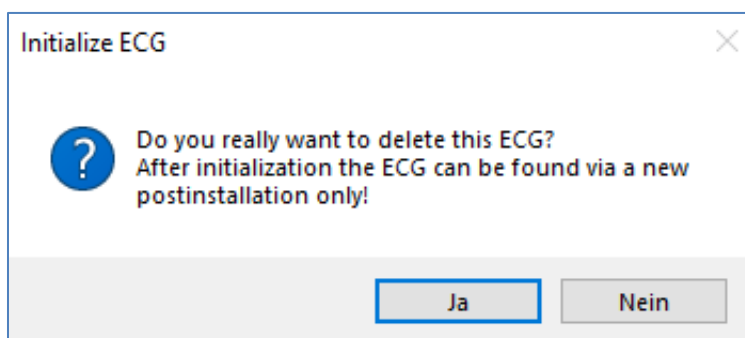 Initialize ECG
Do you really want to delete this ECG?
After initialization the ECG can be found via a new
postinstallation only!
Ja
Nein